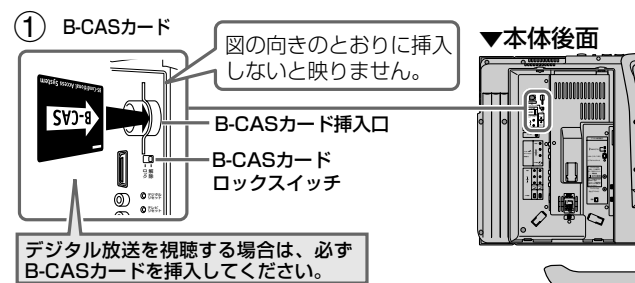 ① B-CASカード
図の向きのとおりに挿入
しないと映りません。
▼本体後面
B-Conditional Access System
B-CAS
B-CASカード挿入口
B-CASカード
ロックスイッチ
デジタル放送を視聴する場合は、必ず
B-CASカードを挿入してください。